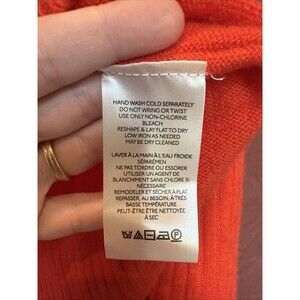 HAND WASH COLD SEPARATELY
DO NOT WRING OR TWIST
USE ONLY NON-CHLORINE
BLEACH
RESHAPE & LAY FLAT TO DRY
LOW IRON AS NEEDED
MAY BE DRY CLEANED
LAVER À LA MAIN À L'EAU FROIDE
SÉPARÉMEN
NE PAS TORDRE OU ESSORER
UTILISER UN AGENT DE
BLANCHIMENT SANS CHLORE SI
NÉCESSAIRE
REMODELER ET SÉCHER À PLAT
REPASSER, AU BESOIN, À TRÈS
BASSE TEMPÉRATURE
PEUT-ÊTRE ÊTRE NETTOYÉE
À SEC